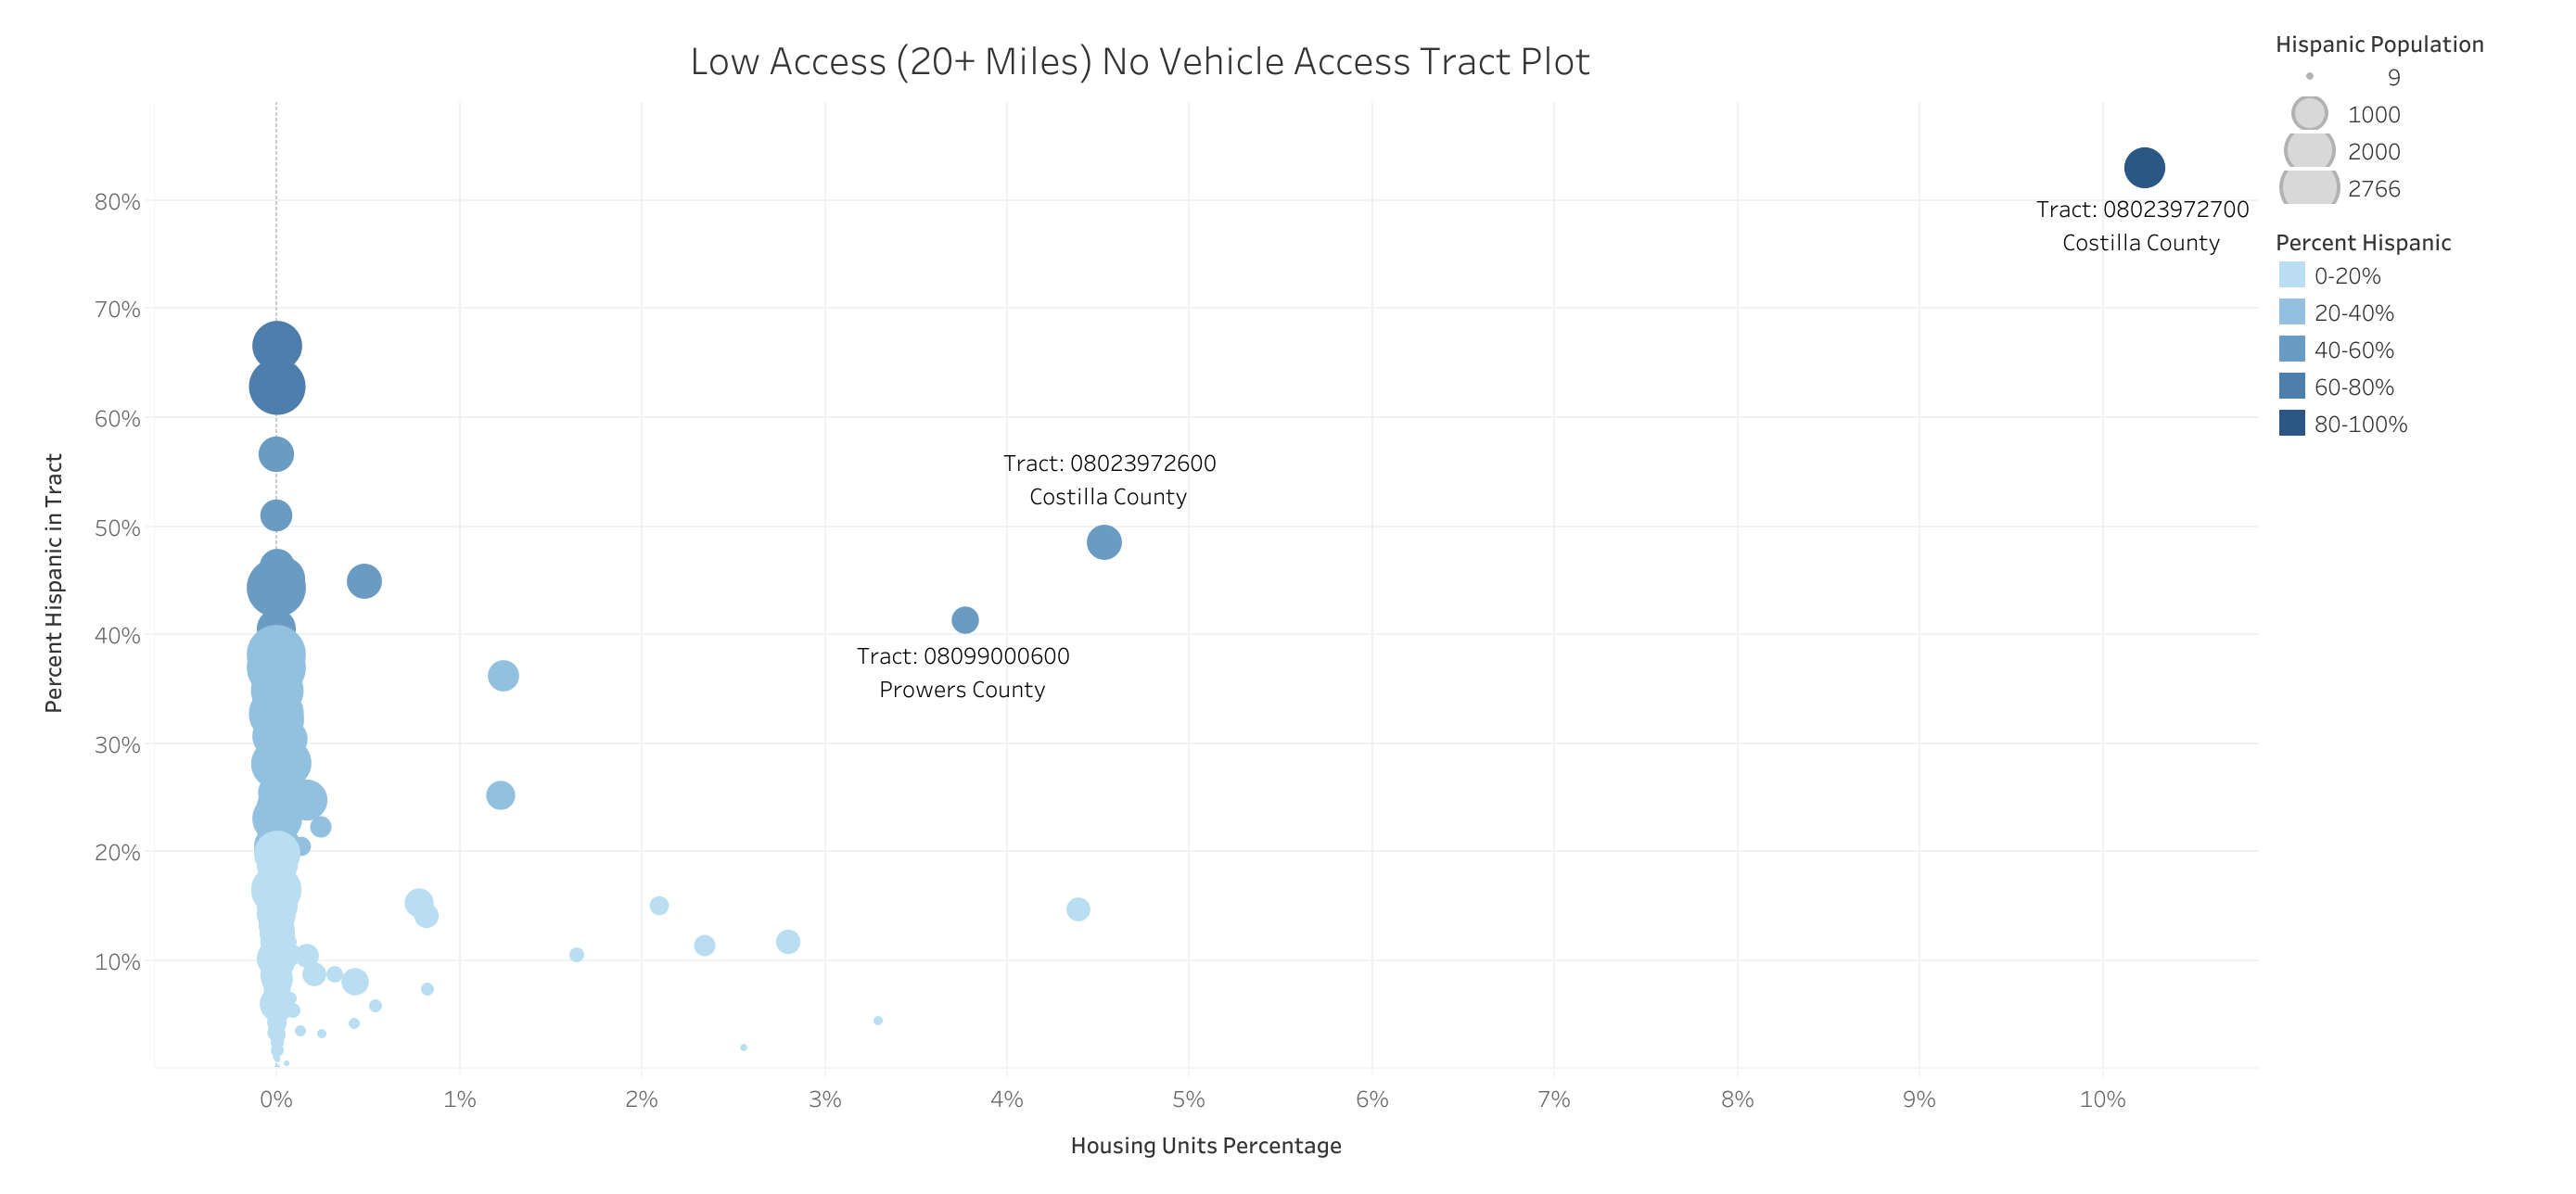 Low Access (20+ Miles) No Vehicle Access Tract Plot
Hispanic Population
9
1000
2000
2766
Percent Hispanic
0-20%
20-40%
40-60%
60-80%
80-100%
Percent Hispanic in Tract
80%
70%
60%
50%
40%
30%
20%
10%
Tract: 08023972700
Costilla County
Tract: 08023972600
Costilla County
Tract: 08099000600
Prowers County
0%
1%
2%
3%
4%
5%
6%
7%
8%
9%
10%
Housing Units Percentage